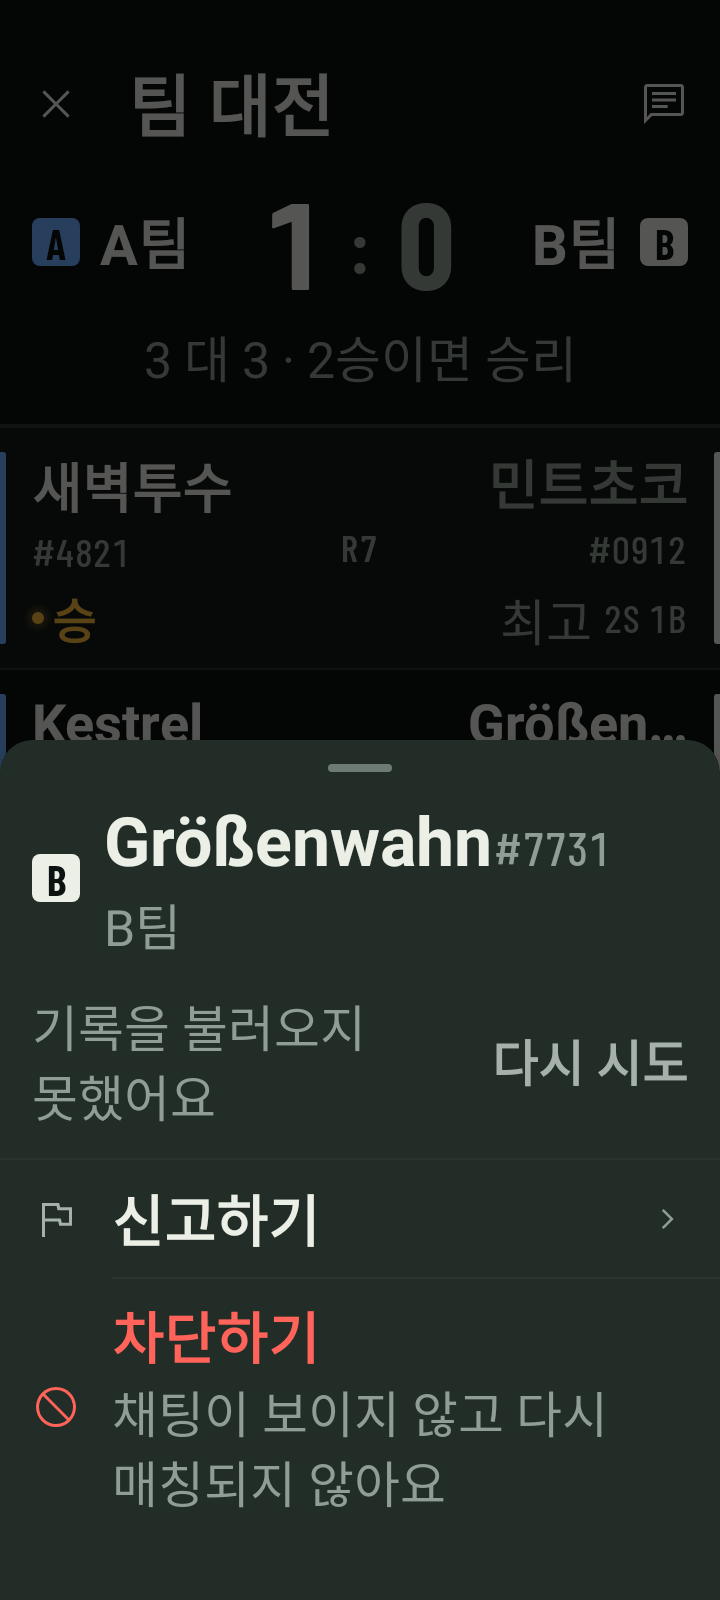 팀 대전
A A팀 1 : 0 B팀 B
3 대 3 · 2승이면 승리
새벽투수 민트초코
#4821 R7 #0912
승 최고 2S 1B
Kestrel Größen…
B Größenwahn#7731
B팀
기록을 불러오지
못했어요
다시 시도
신고하기
차단하기
채팅이 보이지 않고 다시
매칭되지 않아요